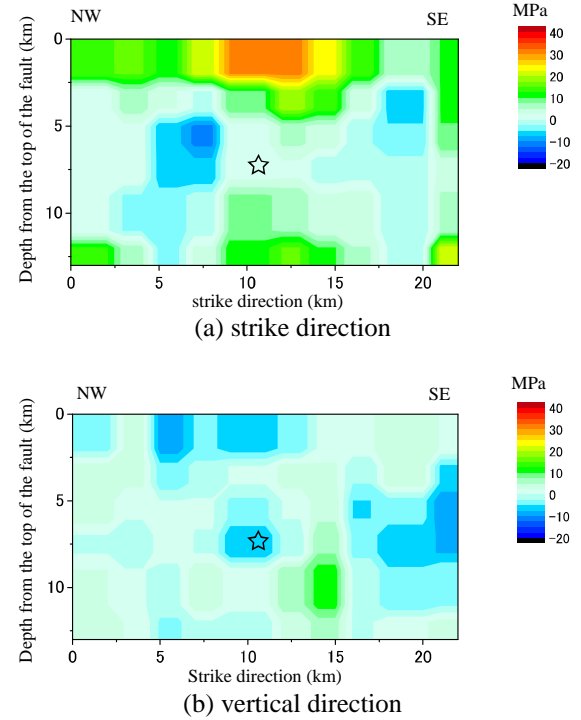 NW
SE
MPa
0
5
10
Depth from the top of the fault (km)
40
30
20
10
0
-10
-20
0
5
10
15
20
strike direction (km)
(a) strike direction
NW
SE
MPa
0
5
10
Depth from the top of the fault (km)
40
30
20
10
0
-10
-20
0
5
10
15
20
Strike direction (km)
(b) vertical direction